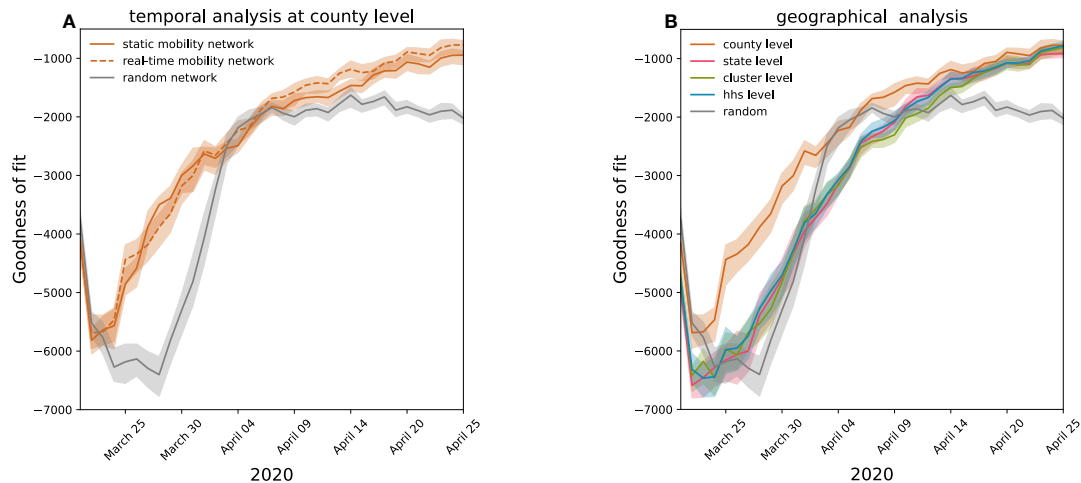 A temporal analysis at county level
static mobility network
real-time mobility network
random network
Goodness of fit
−1000
−2000
−3000
−4000
−5000
−6000
−7000
March 25
March 30
April 04
April 09
April 14
April 20
April 25
2020
B geographical analysis
county level
state level
cluster level
hhs level
random
Goodness of fit
−1000
−2000
−3000
−4000
−5000
−6000
−7000
March 25
March 30
April 04
April 09
April 14
April 20
April 25
2020